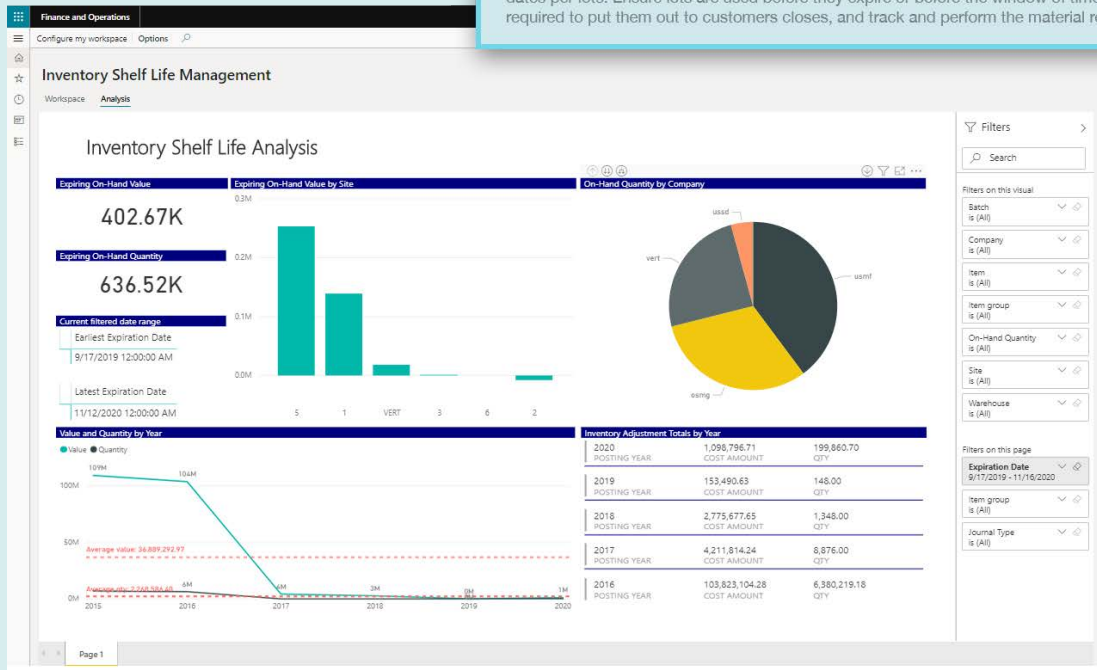 dates per lots. Ensure lots are used before they expire or before the window of time
required to put them out to customers closes, and track and perform the material re
Finance and Operations
Configure my workspace Options
Inventory Shelf Life Management
Workspace Analysis
Inventory Shelf Life Analysis
Expiring On-Hand Value
402.67K
Expiring On-Hand Quantity
636.52K
Current filtered date range
Earliest Expiration Date
9/17/2019 12:00:00 AM
Latest Expiration Date
11/12/2020 12:00:00 AM
Expiring On-Hand Value by Site
0.3M
0.2M
0.1M
0.0M
5 1 VERT 3 6 2
On-Hand Quantity by Company
ussd
vert
usmf
osmg
Value and Quantity by Year
Value Quantity
109M
104M
100M
50M
Average value: 36,889,292.97
6M 4M 3M 0M 1M
0M
2015 2016 2017 2018 2019 2020
Inventory Adjustment Totals by Year
2020 1,098,796.71 199,860.70
POSTING YEAR COST AMOUNT QTY
2019 153,490.63 148.00
POSTING YEAR COST AMOUNT QTY
2018 2,775,677.65 1,348.00
POSTING YEAR COST AMOUNT QTY
2017 4,211,814.24 8,876.00
POSTING YEAR COST AMOUNT QTY
2016 103,823,104.28 6,380,219.18
POSTING YEAR COST AMOUNT QTY
Filters
Search
Filters on this visual
Batch
is (All)
Company
is (All)
Item
is (All)
Item group
is (All)
On-Hand Quantity
is (All)
Site
is (All)
Warehouse
is (All)
Filters on this page
Expiration Date
9/17/2019 - 11/16/2020
Item group
is (All)
Journal Type
is (All)
Page 1